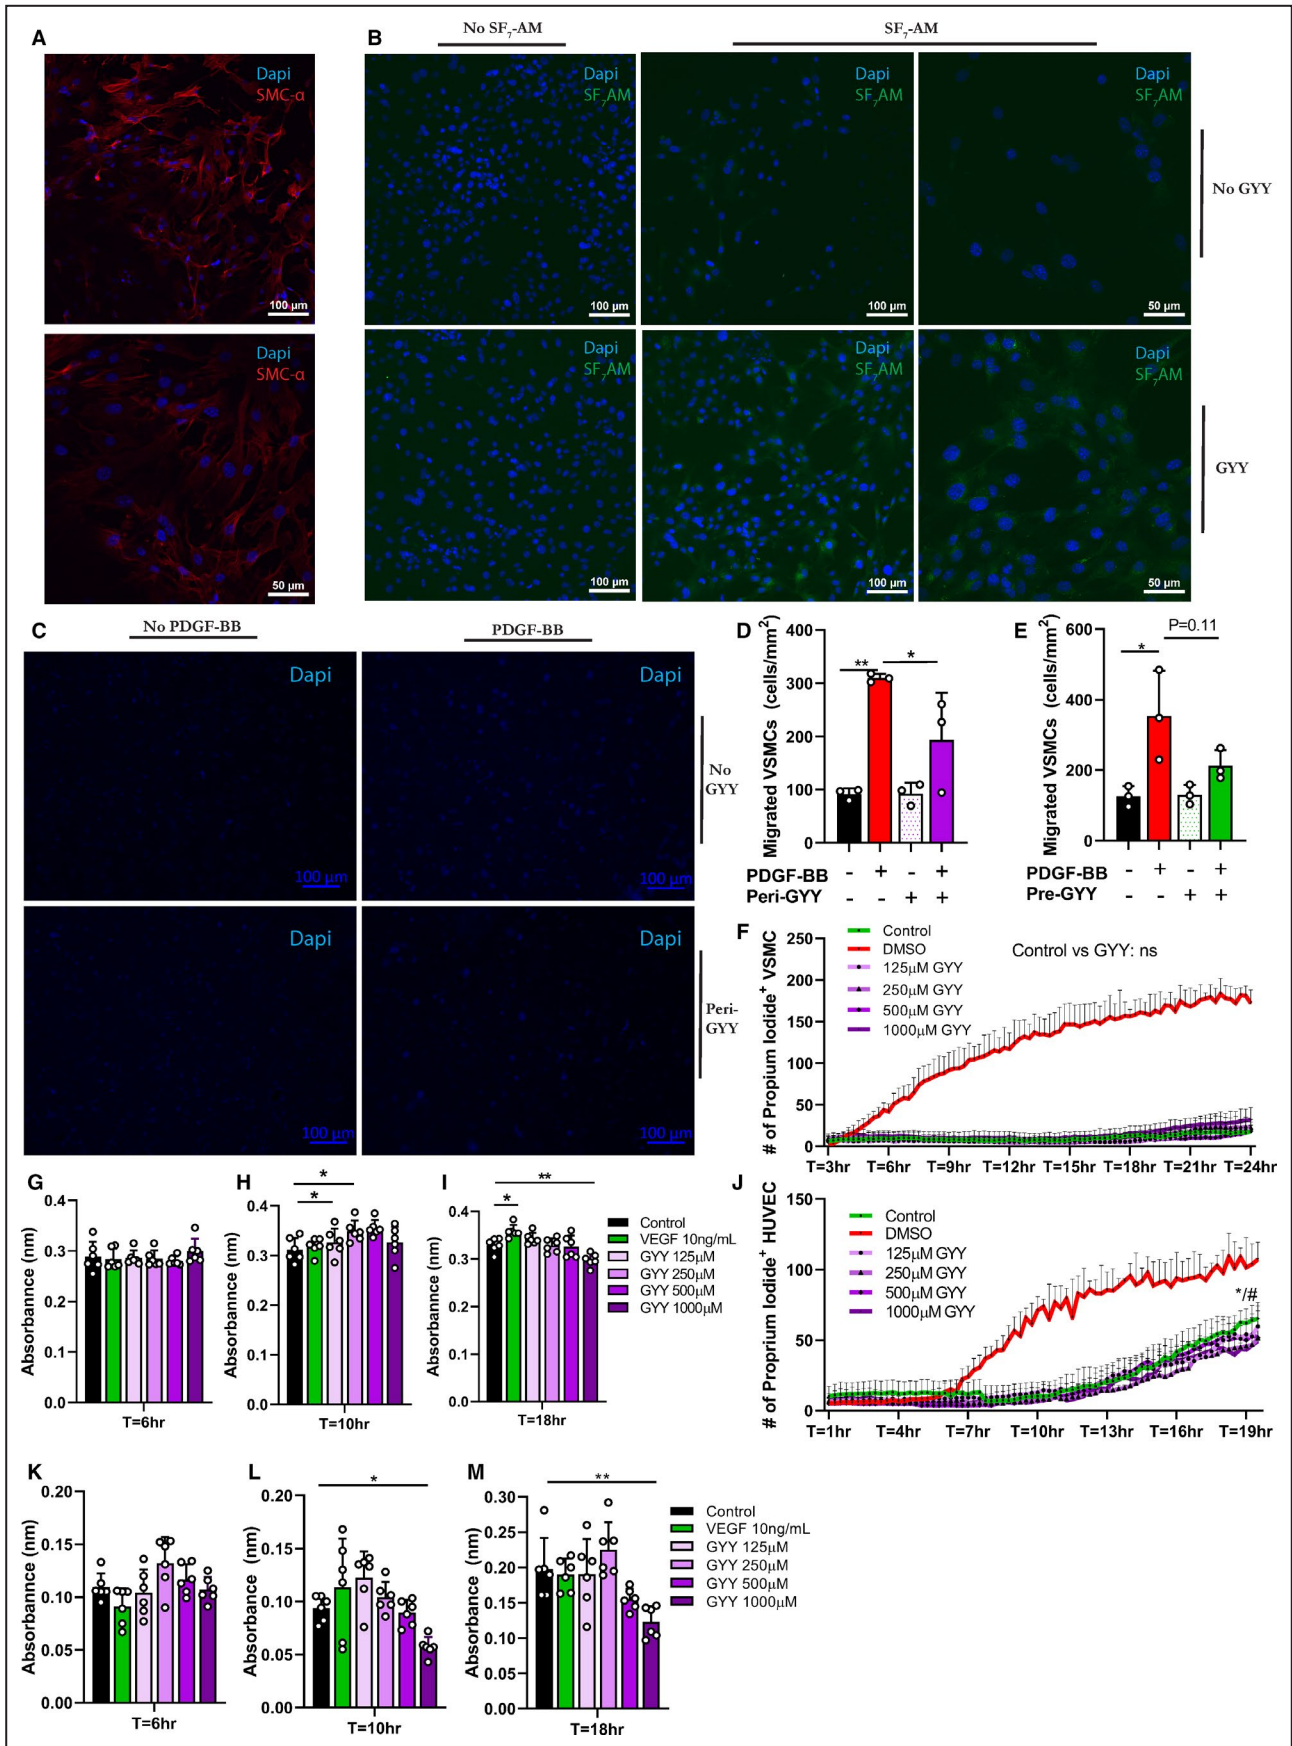 A
B
No SF7-AM
SF7-AM
Dapi
SMC-α
100 µm
Dapi
SMC-α
50 µm
Dapi
SF7AM
100 µm
Dapi
SF7AM
100 µm
Dapi
SF7AM
50 µm
No GYY
Dapi
SF7AM
100 µm
Dapi
SF7AM
100 µm
Dapi
SF7AM
50 µm
GYY
C
No PDGF-BB
PDGF-BB
Dapi
100 µm
Dapi
100 µm
No
GYY
Dapi
100 µm
Dapi
100 µm
Peri-
GYY
D
Migrated VSMCs (cells/mm2)
400
300
200
100
0
**
*
PDGF-BB - + - +
Peri-GYY - - + +
E
Migrated VSMCs (cells/mm2)
600
400
200
0
*
P=0.11
PDGF-BB - + - +
Pre-GYY - - + +
F
# of Propium Iodide+ VSMC
250
200
150
100
50
0
Control
DMSO
125µM GYY
250µM GYY
500µM GYY
1000µM GYY
Control vs GYY: ns
T=3hr T=6hr T=9hr T=12hr T=15hr T=18hr T=21hr T=24hr
G
Absorbannce (nm)
0.4
0.3
0.2
0.1
0.0
T=6hr
H
Absorbannce (nm)
0.4
0.3
0.2
0.1
0.0
*
*
T=10hr
I
Absorbannce (nm)
0.4
0.3
0.2
0.1
0.0
**
*
T=18hr
Control
VEGF 10ng/mL
GYY 125µM
GYY 250µM
GYY 500µM
GYY 1000µM
J
# of Proprium Iodide+ HUVEC
150
100
50
0
Control
DMSO
125µM GYY
250µM GYY
500µM GYY
1000µM GYY
*/#
T=1hr T=4hr T=7hr T=10hr T=13hr T=16hr T=19hr
K
Absorbannce (nm)
0.20
0.15
0.10
0.05
0.00
T=6hr
L
Absorbannce (nm)
0.20
0.15
0.10
0.05
0.00
*
T=10hr
M
Absorbannce (nm)
0.30
0.25
0.20
0.15
0.10
0.05
0.00
**
T=18hr
Control
VEGF 10ng/mL
GYY 125µM
GYY 250µM
GYY 500µM
GYY 1000µM